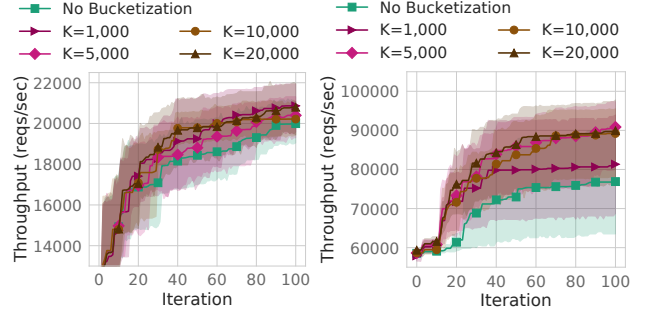 No Bucketization
K=1,000
K=10,000
K=5,000
K=20,000
Throughput (reqs/sec)
22000
20000
18000
16000
14000
0 20 40 60 80 100
Iteration
No Bucketization
K=1,000
K=10,000
K=5,000
K=20,000
Throughput (reqs/sec)
100000
90000
80000
70000
60000
0 20 40 60 80 100
Iteration